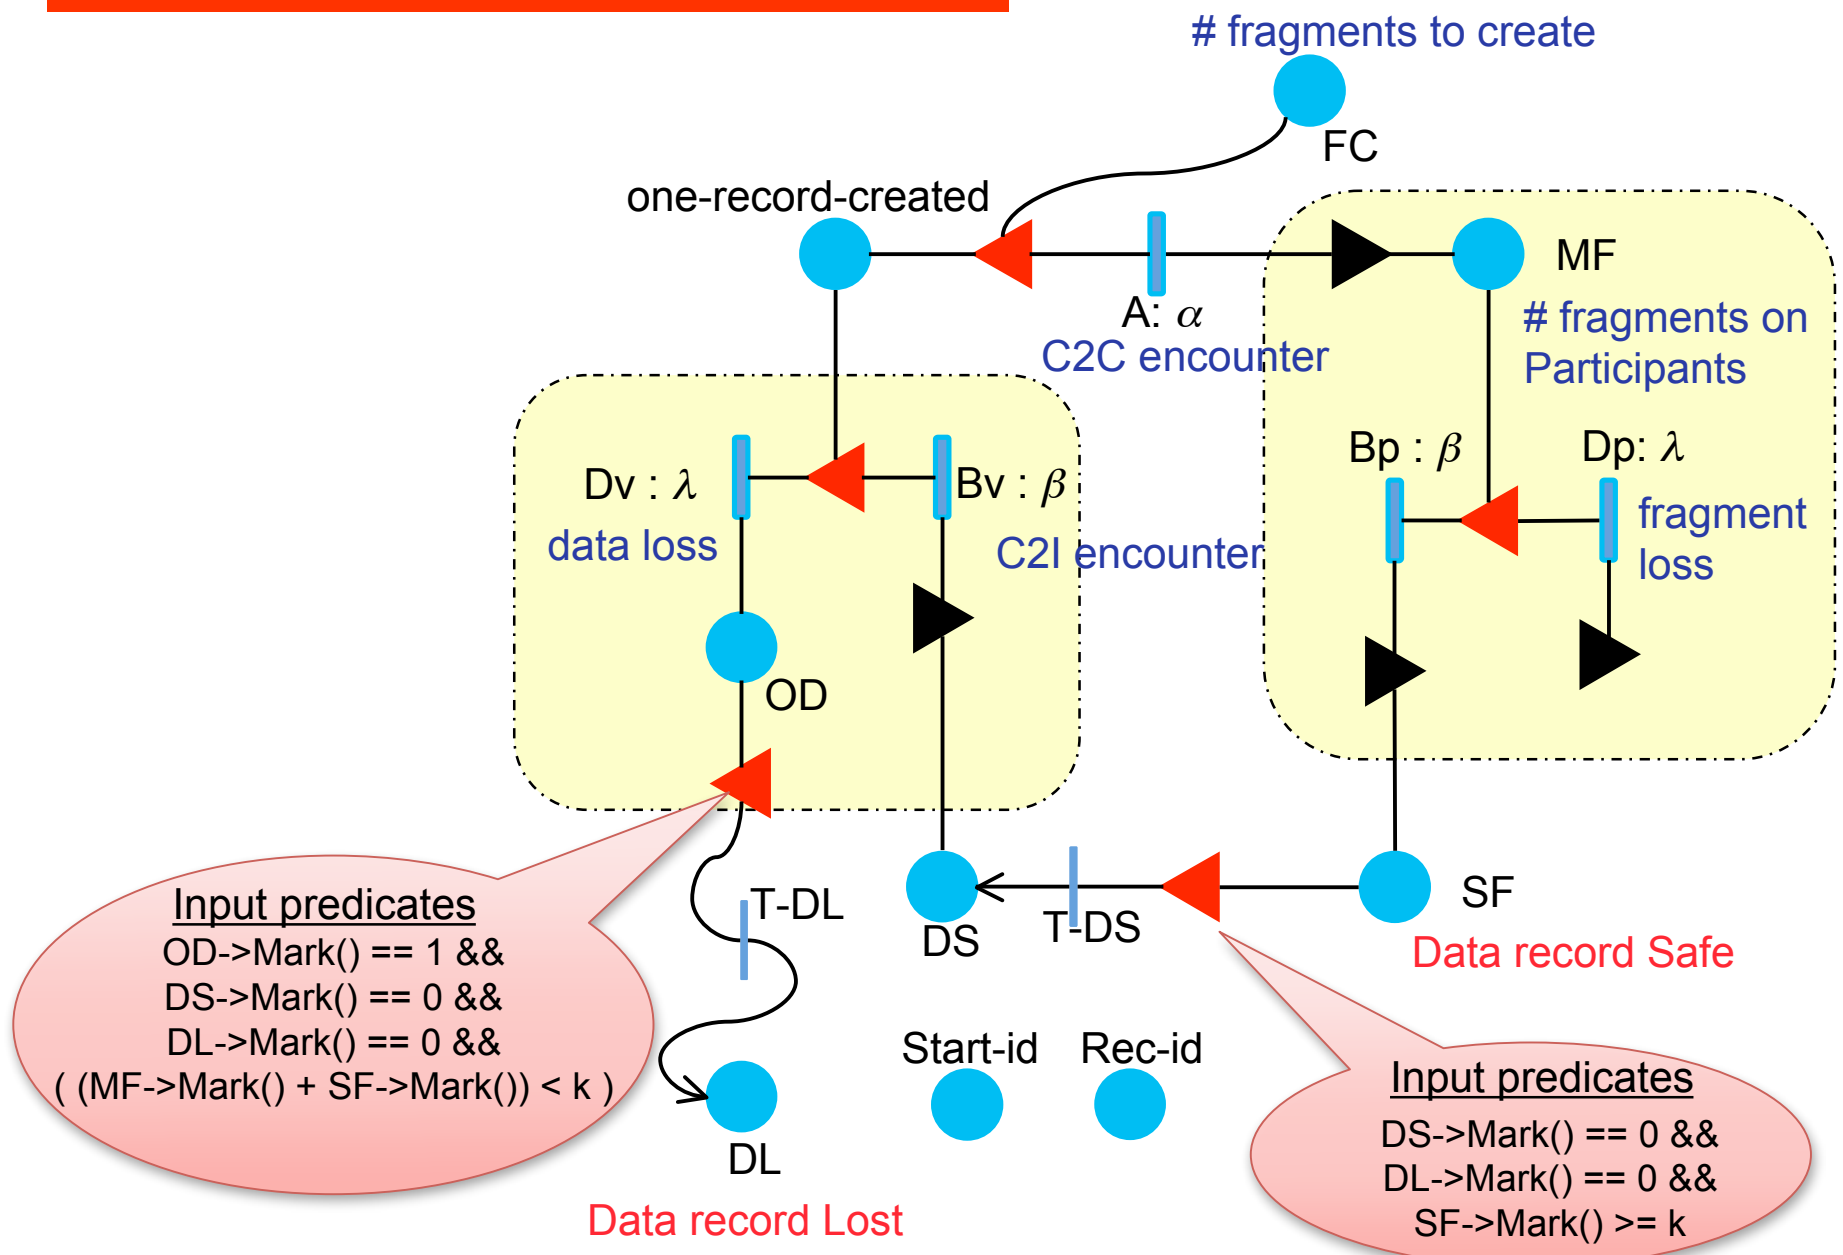 # fragments to create
FC
one-record-created
MF
A: α
C2C encounter
# fragments on
Participants
Dv : λ
data loss
Bv : β
C2I encounter
Bp : β
Dp: λ
fragment
loss
OD
T-DL
DS
T-DS
SF
Data record Safe
Input predicates
OD->Mark() == 1 &&
DS->Mark() == 0 &&
DL->Mark() == 0 &&
( (MF->Mark() + SF->Mark()) < k )
Start-id
Rec-id
DL
Data record Lost
Input predicates
DS->Mark() == 0 &&
DL->Mark() == 0 &&
SF->Mark() >= k